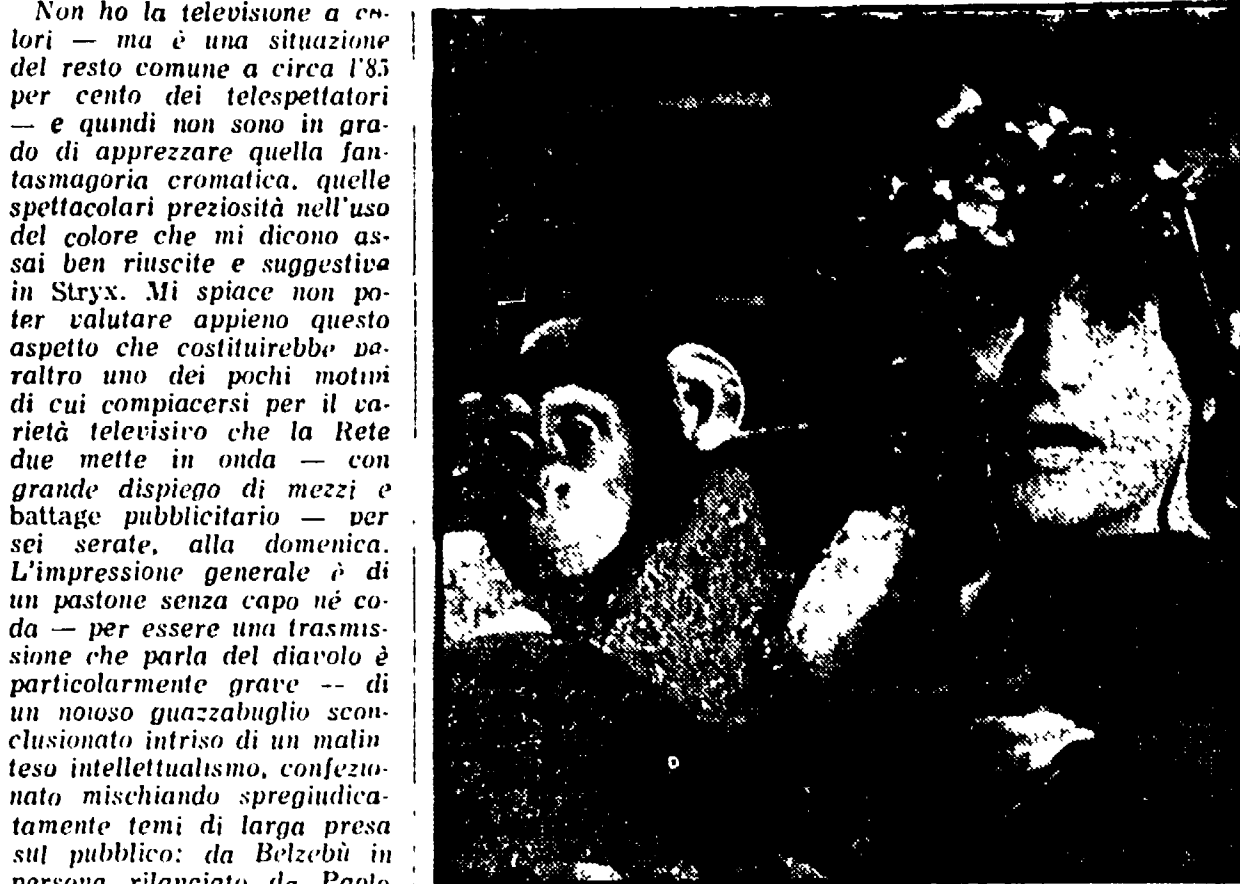 Non ho la televisione a co-
lori — ma è una situazione
del resto comune a circa l'85
per cento dei telespettatori
— e quindi non sono in gra-
do di apprezzare quella fan-
tasmagoria cromatica, quelle
spettacolari preziosità nell'uso
del colore che mi dicono as-
sai ben riuscite e suggestive
in Stryx. Mi spiace non po-
ter valutare appieno questo
aspetto che costituirebbe pe-
raltro uno dei pochi motivi
di cui compiacersi per il va-
rietà televisivo che la Rete
due mette in onda — con
grande dispiego di mezzi e
battage pubblicitario — per
sei serate, alla domenica.
L'impressione generale è di
un pastone senza capo né co-
da — per essere una trasmis-
sione che parla del diavolo è
particolarmente grave -- di
un noioso guazzabuglio scon-
clusionato intriso di un malin
teso intellettualismo, confezio-
nato mischiando spregiudica-
tamente temi di larga presa
sul pubblico: da Belzebù in
persona rilanciato da Paolo